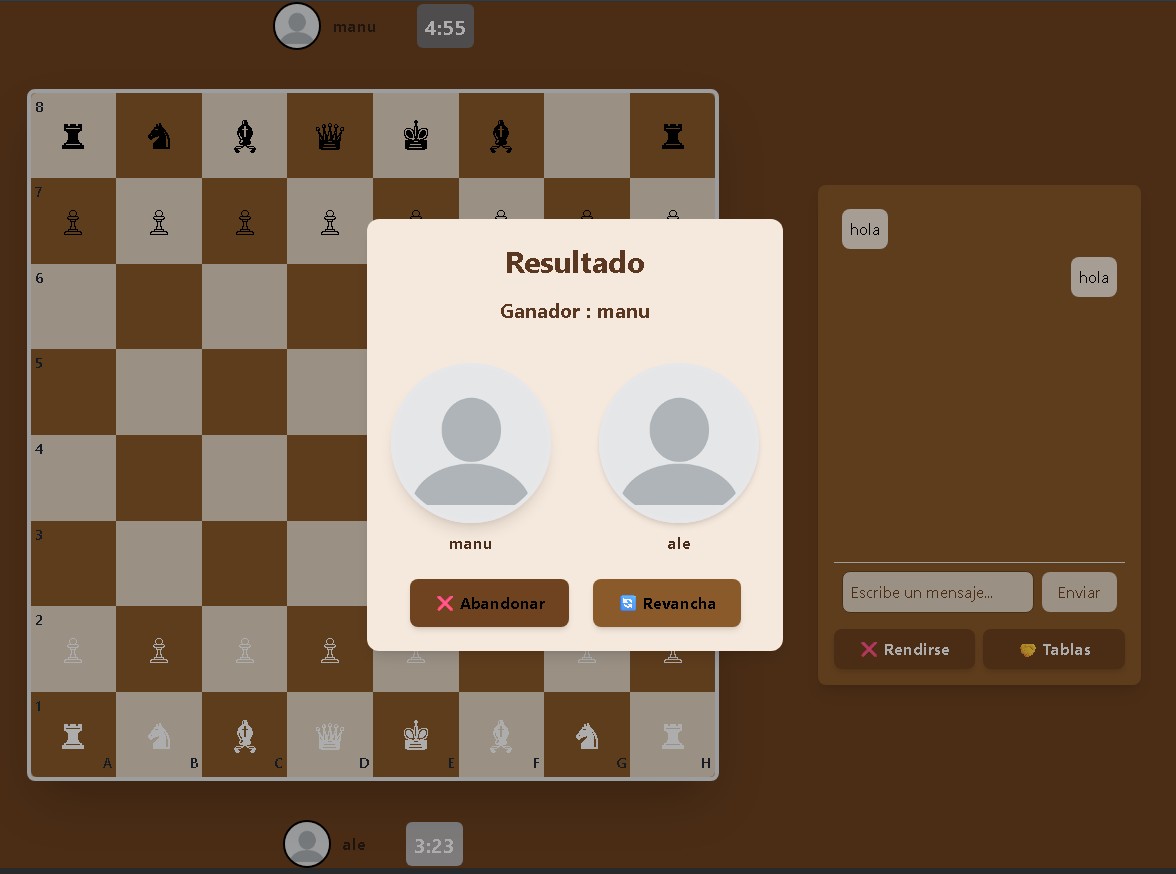 manu
4:55
8
7
6
5
4
3
2
1
A B C D E F G H
Resultado
Ganador : manu
manu
ale
❌ Abandonar
🔄 Revancha
hola
hola
Escribe un mensaje...
Enviar
❌ Rendirse
🤝 Tablas
ale
3:23